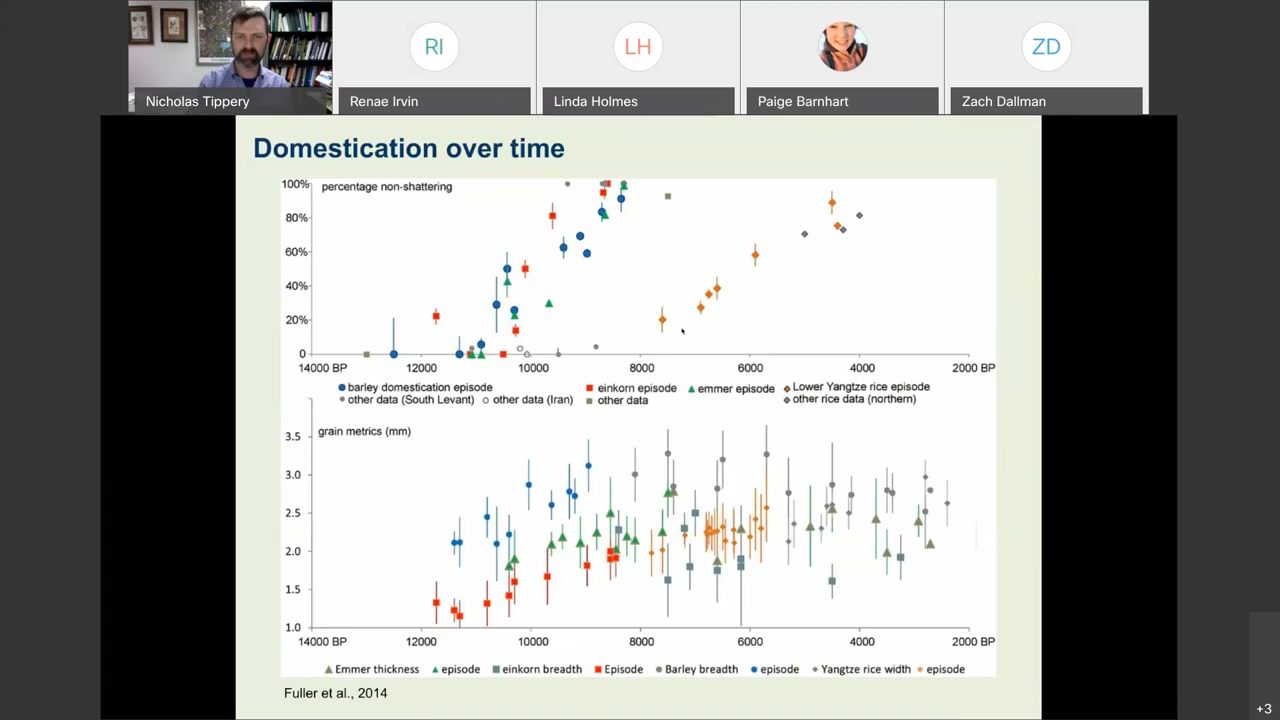 RI LH ZD
Nicholas Tippery Renae Irvin Linda Holmes Paige Barnhart Zach Dallman
Domestication over time
100% percentage non-shattering
80%
60%
40%
20%
0
14000 BP 12000 10000 8000 6000 4000 2000 BP
barley domestication episode einkorn episode emmer episode Lower Yangtze rice episode
other data (South Levant) other data (Iran) other data other rice data (northern)
3.5 grain metrics (mm)
3.0
2.5
2.0
1.5
1.0
14000 BP 12000 10000 8000 6000 4000 2000 BP
Emmer thickness episode einkorn breadth Episode Barley breadth episode Yangtze rice width episode
Fuller et al., 2014
+3